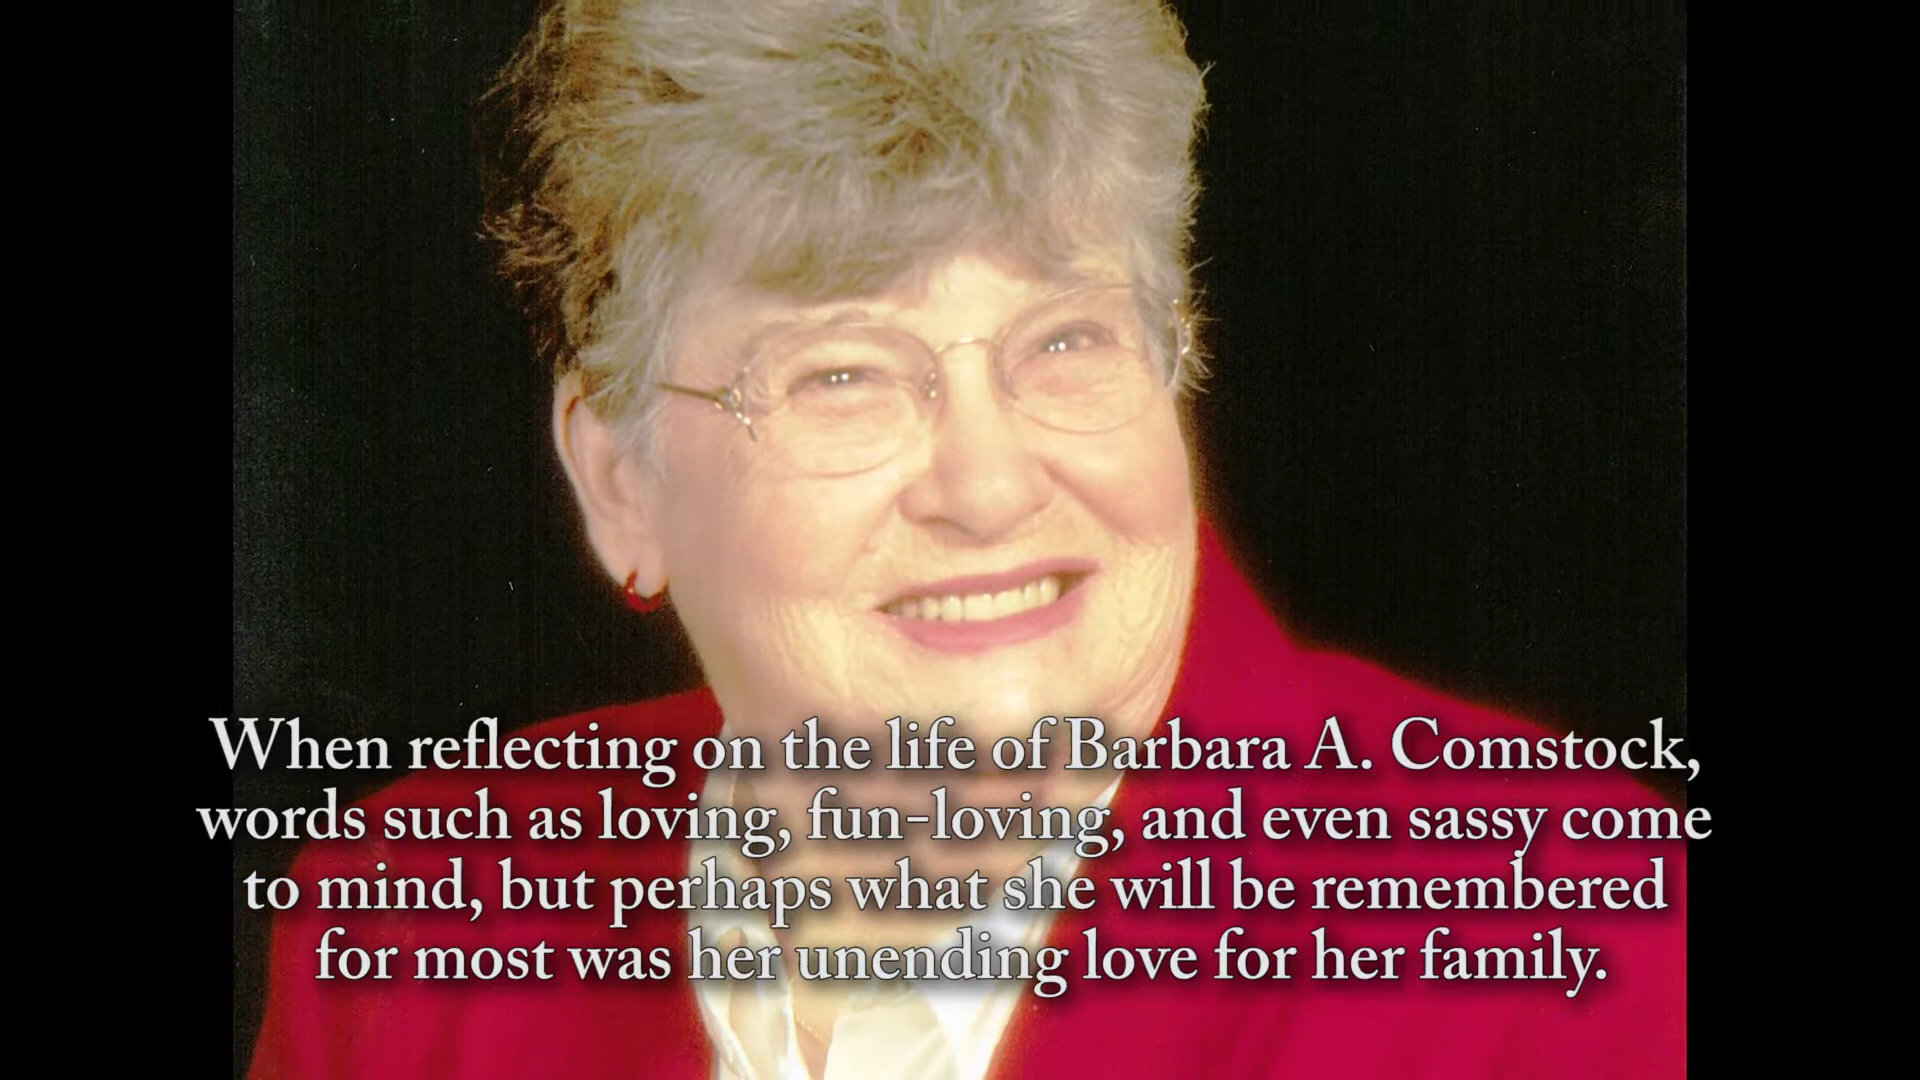 When reflecting on the life of Barbara A. Comstock,
words such as loving, fun-loving, and even sassy come
to mind, but perhaps what she will be remembered
for most was her unending love for her family.